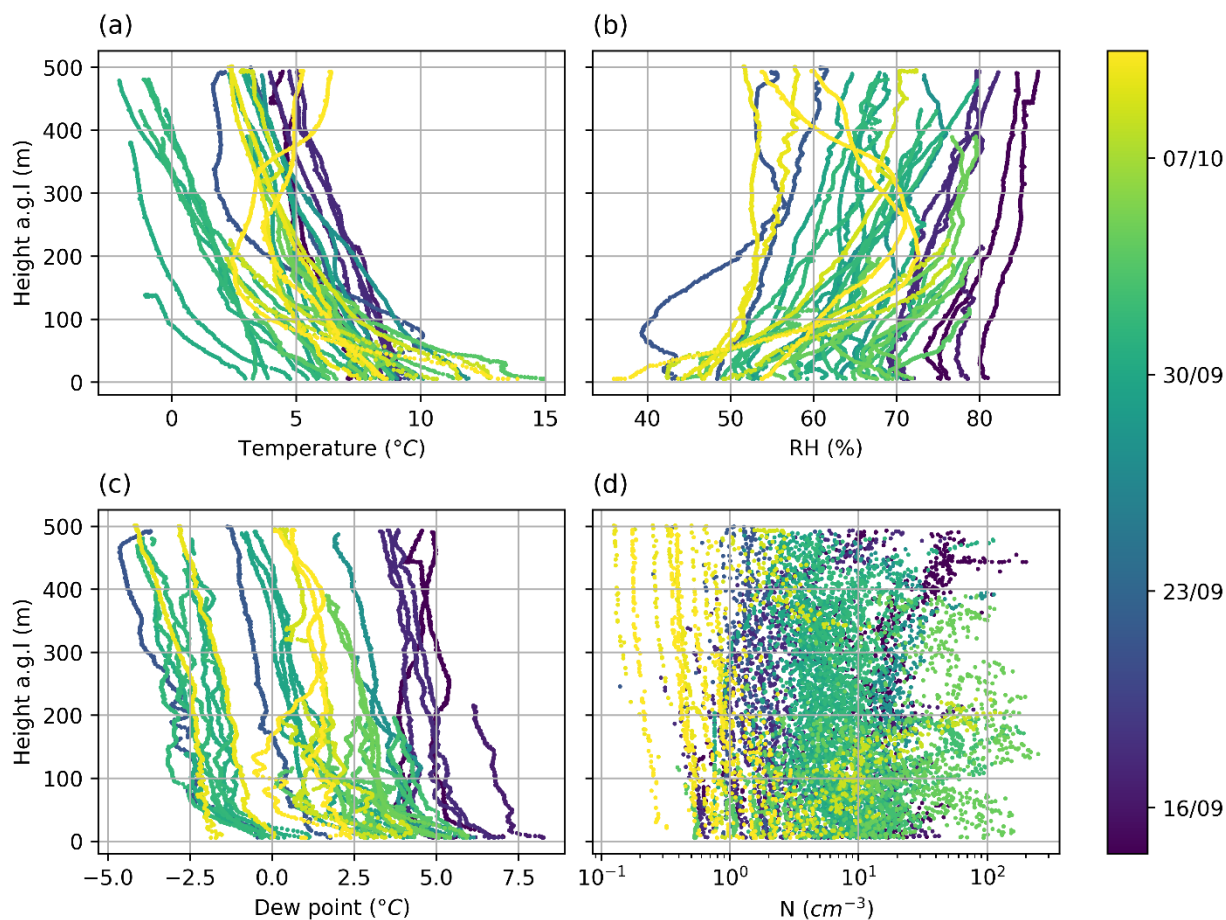 (a)
(b)
500
400
300
200
100
0
Height a.g.l (m)
0 5 10 15
Temperature (°C)
40 50 60 70 80
RH (%)
(c)
(d)
500
400
300
200
100
0
Height a.g.l (m)
−5.0 −2.5 0.0 2.5 5.0 7.5
Dew point (°C)
10⁻¹ 10⁰ 10¹ 10²
N (cm⁻³)
07/10
30/09
23/09
16/09